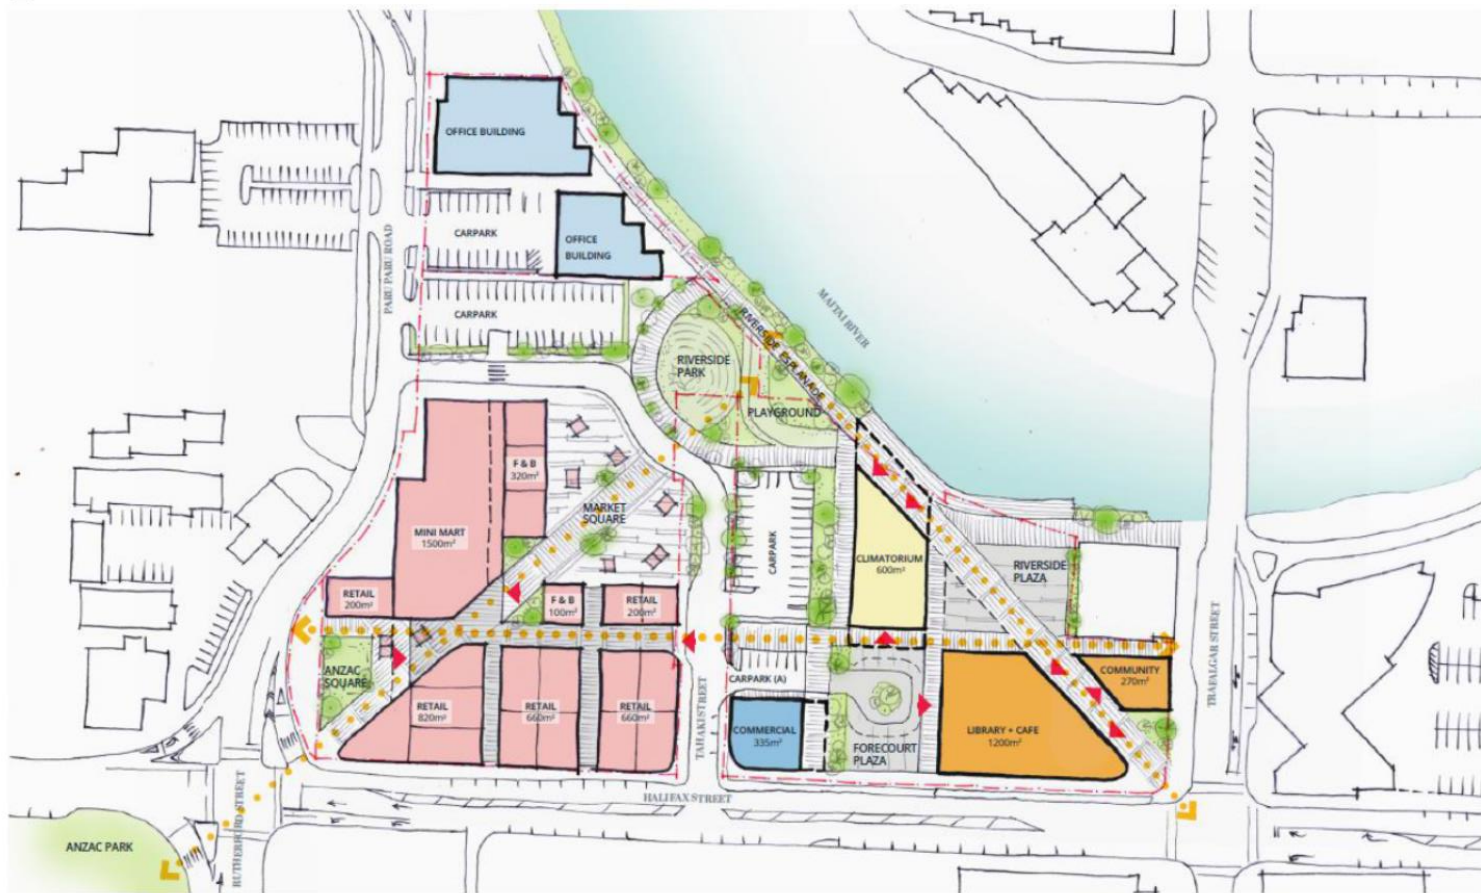 OFFICE BUILDING
CARPARK
OFFICE
BUILDING
PARU PARU ROAD
CARPARK
MAITAI RIVER
RIVERSIDE ESPLANADE
RIVERSIDE
PARK
PLAYGROUND
F & B
320m²
MARKET
SQUARE
MINI MART
1500m²
CARPARK
CLIMATORIUM
600m²
RIVERSIDE
PLAZA
RETAIL
200m²
F & B
100m²
RETAIL
200m²
ANZAC
SQUARE
RETAIL
820m²
RETAIL
660m²
RETAIL
660m²
TAHAKI STREET
CARPARK (A)
COMMERCIAL
335m²
FORECOURT
PLAZA
LIBRARY + CAFE
1200m²
COMMUNITY
270m²
TRAFALGAR STREET
HALIFAX STREET
RUTHERFORD STREET
ANZAC PARK